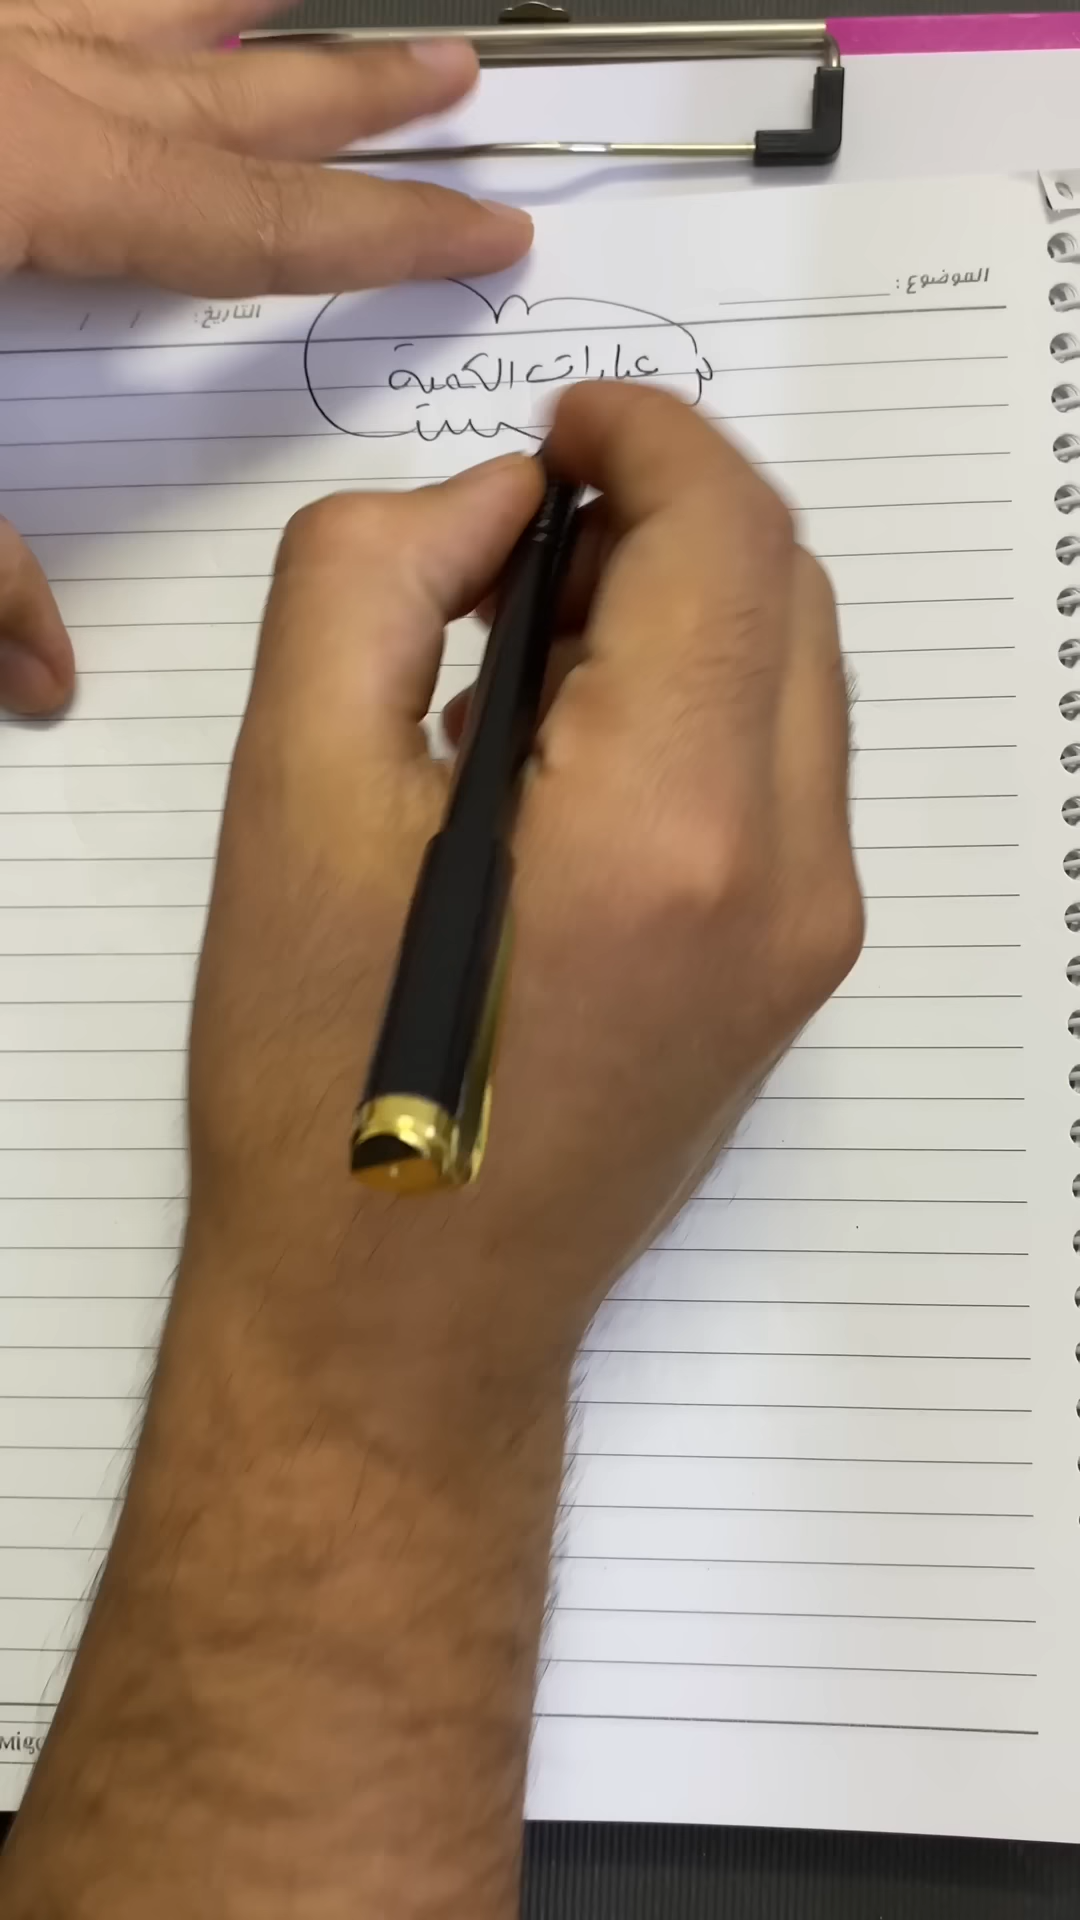 الموضوع:
التاريخ: / /
عبارات الكمية